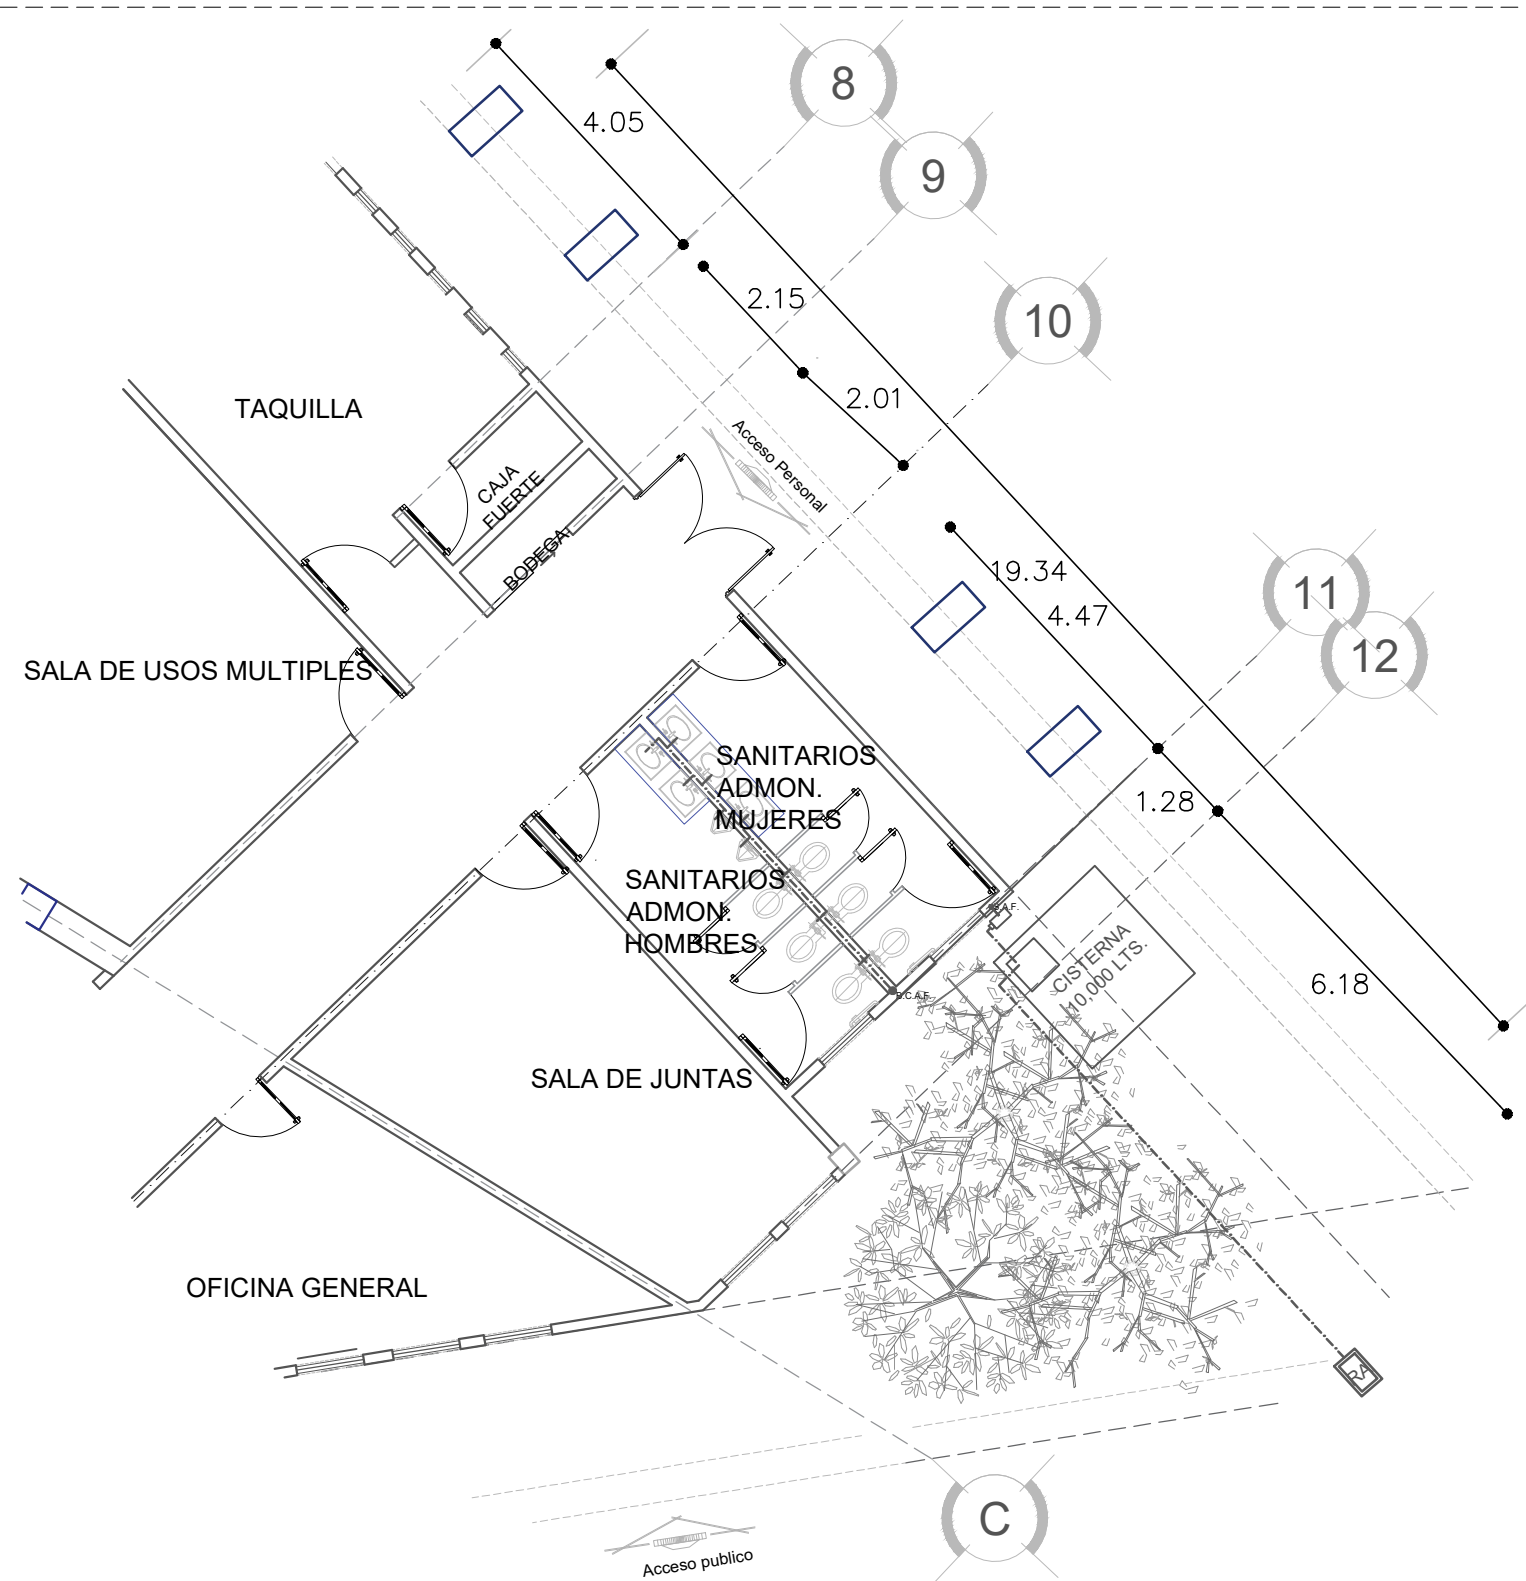 8
4.05
9
2.15
10
2.01
TAQUILLA
Acceso Personal
CAJA
FUERTE
BODEGA
19.34
4.47
11
12
SALA DE USOS MULTIPLES
SANITARIOS
ADMON.
MUJERES
1.28
SANITARIOS
ADMON.
HOMBRES
B.A.F.
CISTERNA
10,000 LTS.
B.C.A.F.
6.18
SALA DE JUNTAS
OFICINA GENERAL
RA
C
Acceso publico